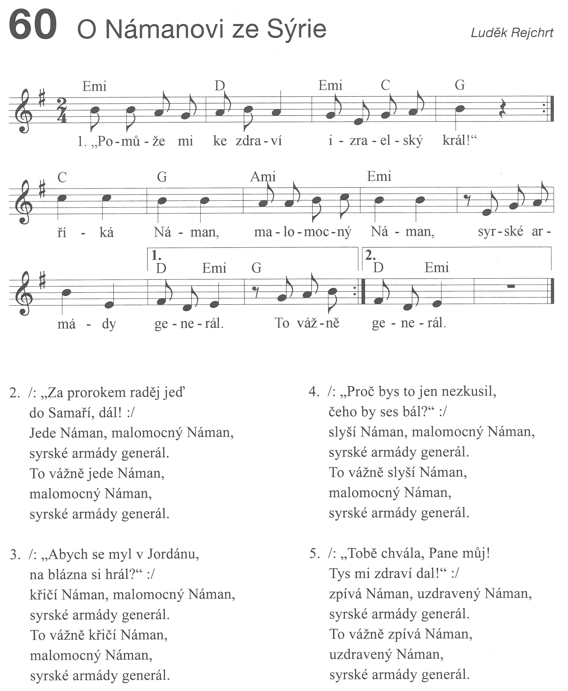 60 O Námanovi ze Sýrie
Luděk Rejchrt
Emi D Emi C G
2 4
1. „Po-mů-že mi ke zdra-ví i-zra-el-ský král!“
C G Ami Emi
ří-ká Ná-man, ma-lo-moc-ný Ná-man, syr-ské ar-
1. 2.
D Emi G D Emi
má-dy ge-ne-rál. To váž-ně ge-ne-rál.
2. /: „Za prorokem raděj jeď
do Samaří, dál! :/
Jede Náman, malomocný Náman,
syrské armády generál.
To vážně jede Náman,
malomocný Náman,
syrské armády generál.
3. /: „Abych se myl v Jordánu,
na blázna si hrál?“ :/
křičí Náman, malomocný Náman,
syrské armády generál.
To vážně křičí Náman,
malomocný Náman,
syrské armády generál.
4. /: „Proč bys to jen nezkusil,
čeho by ses bál?“ :/
slyší Náman, malomocný Náman,
syrské armády generál.
To vážně slyší Náman,
malomocný Náman,
syrské armády generál.
5. /: „Tobě chvála, Pane můj!
Tys mi zdraví dal!“ :/
zpívá Náman, uzdravený Náman,
syrské armády generál.
To vážně zpívá Náman,
uzdravený Náman,
syrské armády generál.